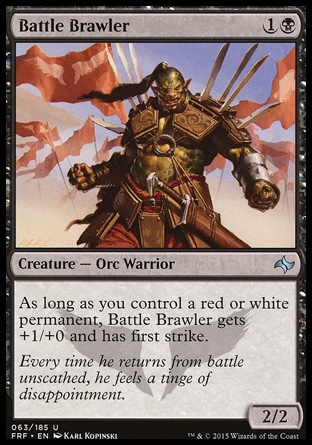 Battle Brawler 1
Creature — Orc Warrior
As long as you control a red or white
permanent, Battle Brawler gets
+1/+0 and has first strike.
Every time he returns from battle
unscathed, he feels a tinge of
disappointment.
2/2
063/185 U
FRF • EN Karl Kopinski
™ & © 2015 Wizards of the Coast